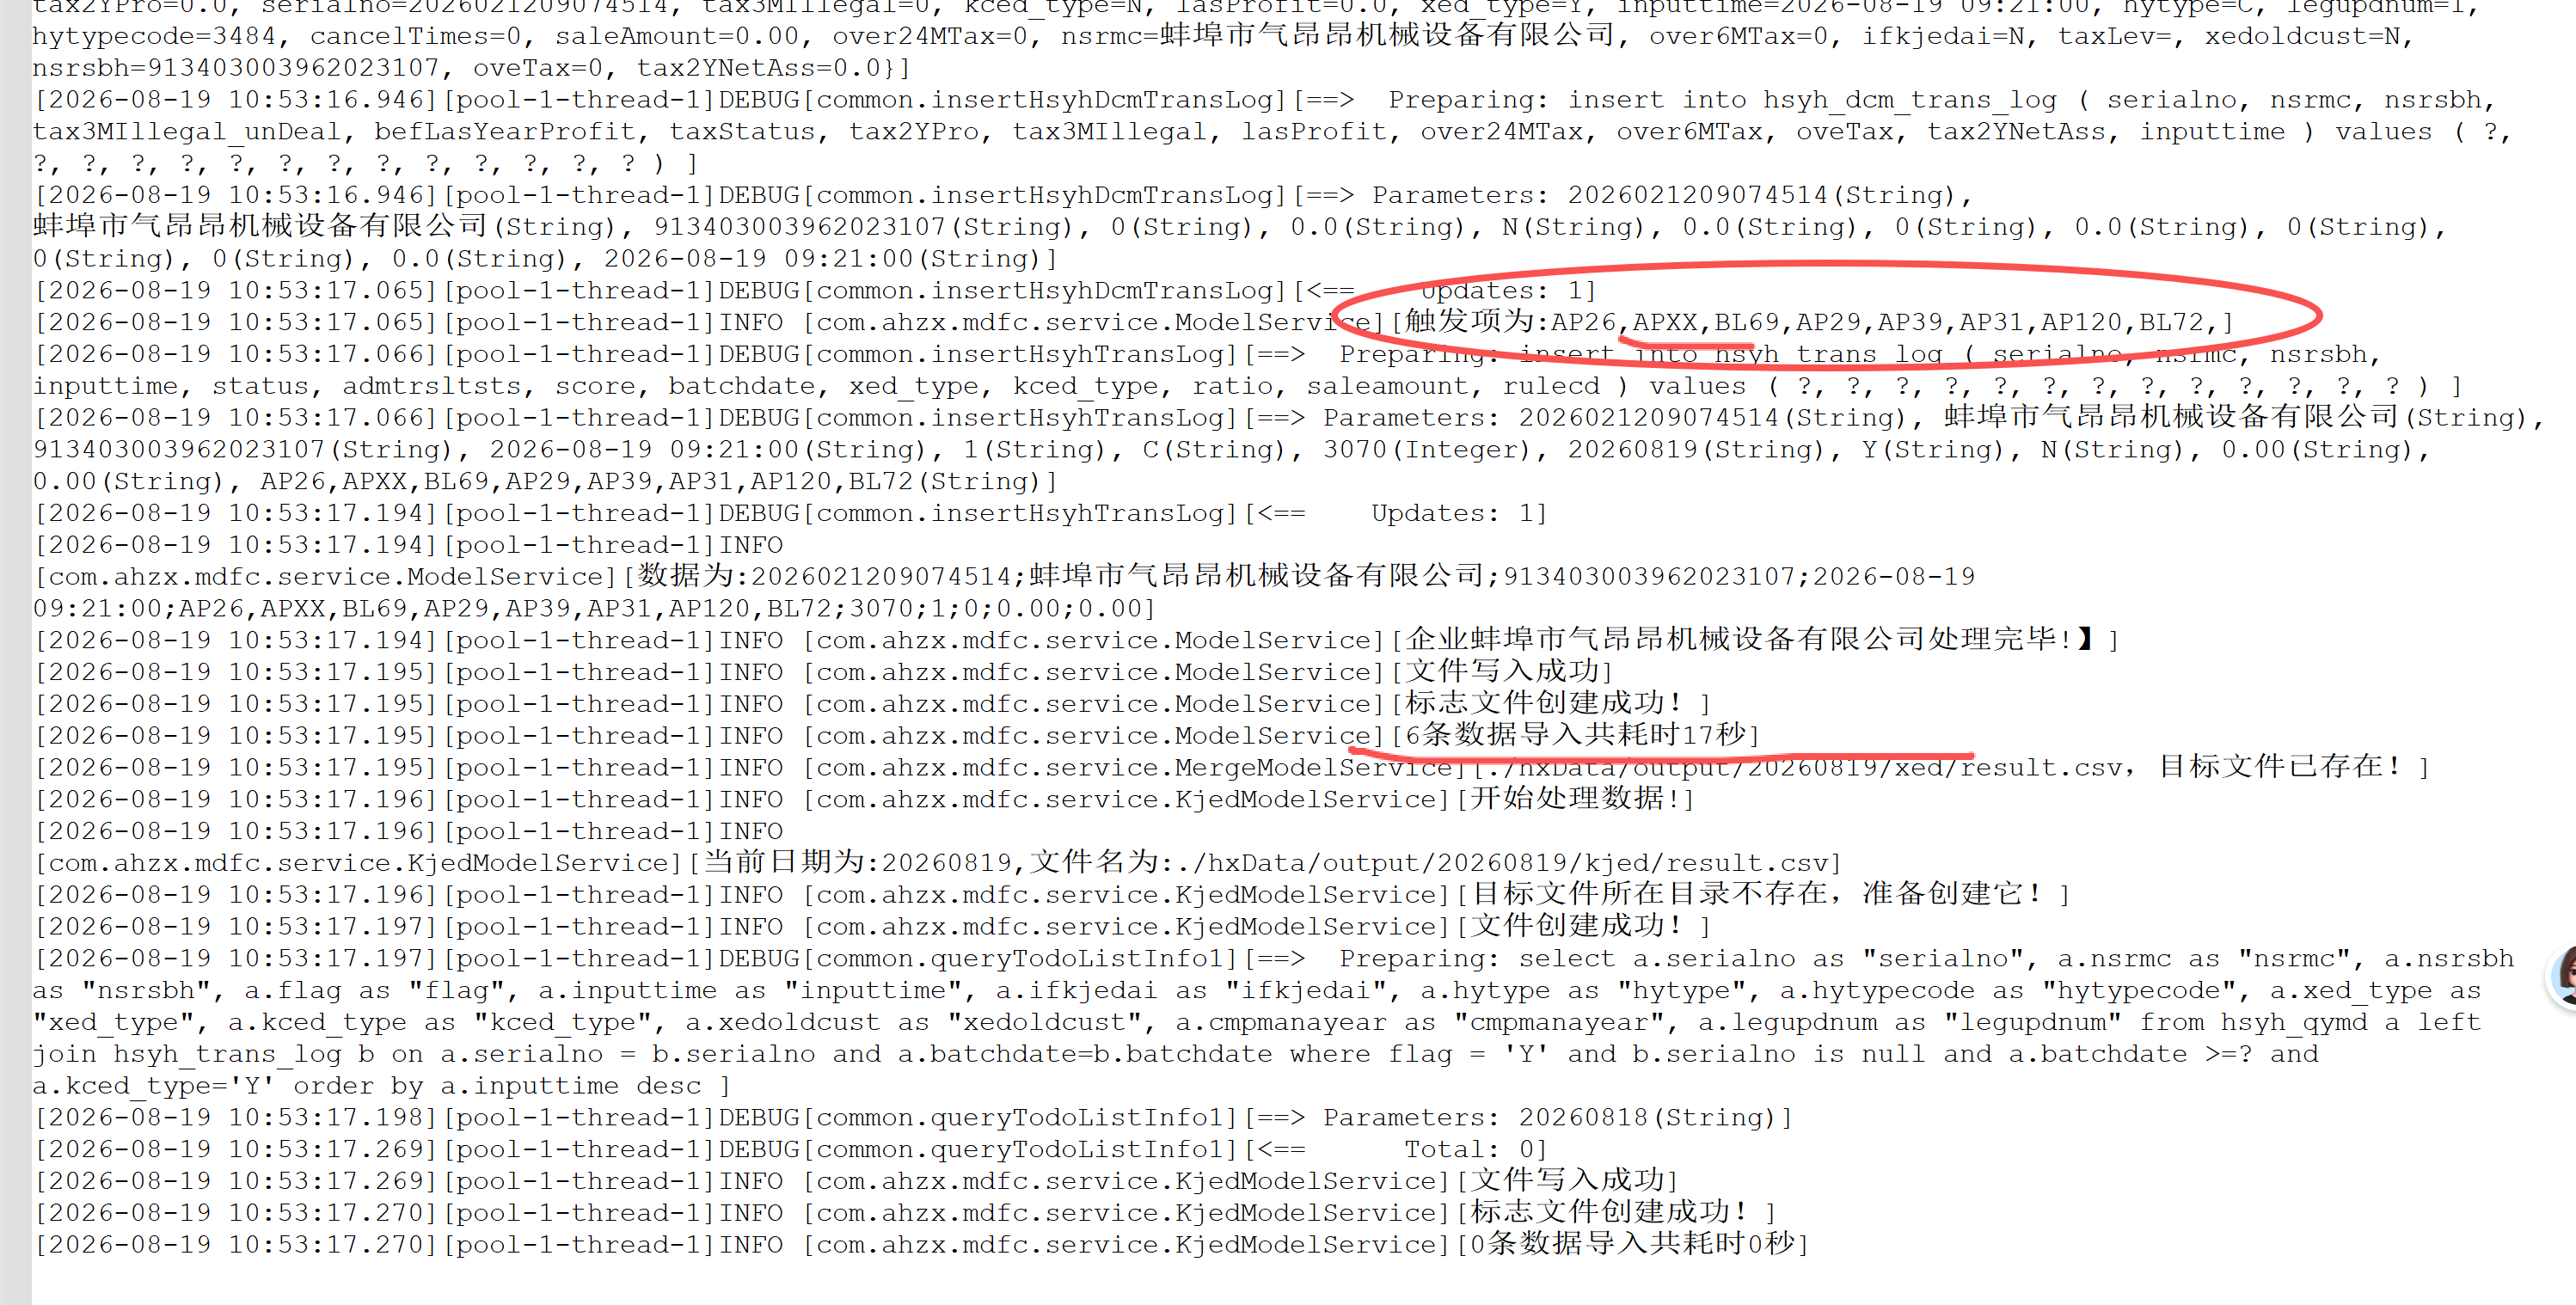 tax2YPro=0.0, serialno=2026021209074514, tax3MIllegal=0, kced_type=N, lasProfit=0.0, xed_type=Y, inputtime=2026-08-19 09:21:00, hytype=C, legupdnum=1,
hytypecode=3484, cancelTimes=0, saleAmount=0.00, over24MTax=0, nsrmc=蚌埠市气昂昂机械设备有限公司, over6MTax=0, ifkjedai=N, taxLev=, xedoldcust=N,
nsrsbh=913403003962023107, oveTax=0, tax2YNetAss=0.0}]
[2026-08-19 10:53:16.946][pool-1-thread-1]DEBUG[common.insertHsyhDcmTransLog][==>  Preparing: insert into hsyh_dcm_trans_log ( serialno, nsrmc, nsrsbh,
tax3MIllegal_unDeal, befLasYearProfit, taxStatus, tax2YPro, tax3MIllegal, lasProfit, over24MTax, over6MTax, oveTax, tax2YNetAss, inputtime ) values ( ?,
?, ?, ?, ?, ?, ?, ?, ?, ?, ?, ?, ?, ? ) ]
[2026-08-19 10:53:16.946][pool-1-thread-1]DEBUG[common.insertHsyhDcmTransLog][==> Parameters: 2026021209074514(String),
蚌埠市气昂昂机械设备有限公司(String), 913403003962023107(String), 0(String), 0.0(String), N(String), 0.0(String), 0(String), 0.0(String), 0(String),
0(String), 0(String), 0.0(String), 2026-08-19 09:21:00(String)]
[2026-08-19 10:53:17.065][pool-1-thread-1]DEBUG[common.insertHsyhDcmTransLog][<==    Updates: 1]
[2026-08-19 10:53:17.065][pool-1-thread-1]INFO [com.ahzx.mdfc.service.ModelService][触发项为:AP26,APXX,BL69,AP29,AP39,AP31,AP120,BL72,]
[2026-08-19 10:53:17.066][pool-1-thread-1]DEBUG[common.insertHsyhTransLog][==>  Preparing: insert into hsyh_trans_log ( serialno, nsrmc, nsrsbh,
inputtime, status, admtrsltsts, score, batchdate, xed_type, kced_type, ratio, saleamount, rulecd ) values ( ?, ?, ?, ?, ?, ?, ?, ?, ?, ?, ?, ?, ? ) ]
[2026-08-19 10:53:17.066][pool-1-thread-1]DEBUG[common.insertHsyhTransLog][==> Parameters: 2026021209074514(String), 蚌埠市气昂昂机械设备有限公司(String),
913403003962023107(String), 2026-08-19 09:21:00(String), 1(String), C(String), 3070(Integer), 20260819(String), Y(String), N(String), 0.00(String),
0.00(String), AP26,APXX,BL69,AP29,AP39,AP31,AP120,BL72(String)]
[2026-08-19 10:53:17.194][pool-1-thread-1]DEBUG[common.insertHsyhTransLog][<==    Updates: 1]
[2026-08-19 10:53:17.194][pool-1-thread-1]INFO
[com.ahzx.mdfc.service.ModelService][数据为:2026021209074514;蚌埠市气昂昂机械设备有限公司;913403003962023107;2026-08-19
09:21:00;AP26,APXX,BL69,AP29,AP39,AP31,AP120,BL72;3070;1;0;0.00;0.00]
[2026-08-19 10:53:17.194][pool-1-thread-1]INFO [com.ahzx.mdfc.service.ModelService][企业蚌埠市气昂昂机械设备有限公司处理完毕!】]
[2026-08-19 10:53:17.195][pool-1-thread-1]INFO [com.ahzx.mdfc.service.ModelService][文件写入成功]
[2026-08-19 10:53:17.195][pool-1-thread-1]INFO [com.ahzx.mdfc.service.ModelService][标志文件创建成功！]
[2026-08-19 10:53:17.195][pool-1-thread-1]INFO [com.ahzx.mdfc.service.ModelService][6条数据导入共耗时17秒]
[2026-08-19 10:53:17.195][pool-1-thread-1]INFO [com.ahzx.mdfc.service.MergeModelService][./hxData/output/20260819/xed/result.csv，目标文件已存在！]
[2026-08-19 10:53:17.196][pool-1-thread-1]INFO [com.ahzx.mdfc.service.KjedModelService][开始处理数据!]
[2026-08-19 10:53:17.196][pool-1-thread-1]INFO
[com.ahzx.mdfc.service.KjedModelService][当前日期为:20260819,文件名为:./hxData/output/20260819/kjed/result.csv]
[2026-08-19 10:53:17.196][pool-1-thread-1]INFO [com.ahzx.mdfc.service.KjedModelService][目标文件所在目录不存在，准备创建它！]
[2026-08-19 10:53:17.197][pool-1-thread-1]INFO [com.ahzx.mdfc.service.KjedModelService][文件创建成功！]
[2026-08-19 10:53:17.197][pool-1-thread-1]DEBUG[common.queryTodoListInfo1][==>  Preparing: select a.serialno as "serialno", a.nsrmc as "nsrmc", a.nsrsbh
as "nsrsbh", a.flag as "flag", a.inputtime as "inputtime", a.ifkjedai as "ifkjedai", a.hytype as "hytype", a.hytypecode as "hytypecode", a.xed_type as
"xed_type", a.kced_type as "kced_type", a.xedoldcust as "xedoldcust", a.cmpmanayear as "cmpmanayear", a.legupdnum as "legupdnum" from hsyh_qymd a left
join hsyh_trans_log b on a.serialno = b.serialno and a.batchdate=b.batchdate where flag = 'Y' and b.serialno is null and a.batchdate >=? and
a.kced_type='Y' order by a.inputtime desc ]
[2026-08-19 10:53:17.198][pool-1-thread-1]DEBUG[common.queryTodoListInfo1][==> Parameters: 20260818(String)]
[2026-08-19 10:53:17.269][pool-1-thread-1]DEBUG[common.queryTodoListInfo1][<==      Total: 0]
[2026-08-19 10:53:17.269][pool-1-thread-1]INFO [com.ahzx.mdfc.service.KjedModelService][文件写入成功]
[2026-08-19 10:53:17.270][pool-1-thread-1]INFO [com.ahzx.mdfc.service.KjedModelService][标志文件创建成功！]
[2026-08-19 10:53:17.270][pool-1-thread-1]INFO [com.ahzx.mdfc.service.KjedModelService][0条数据导入共耗时0秒]